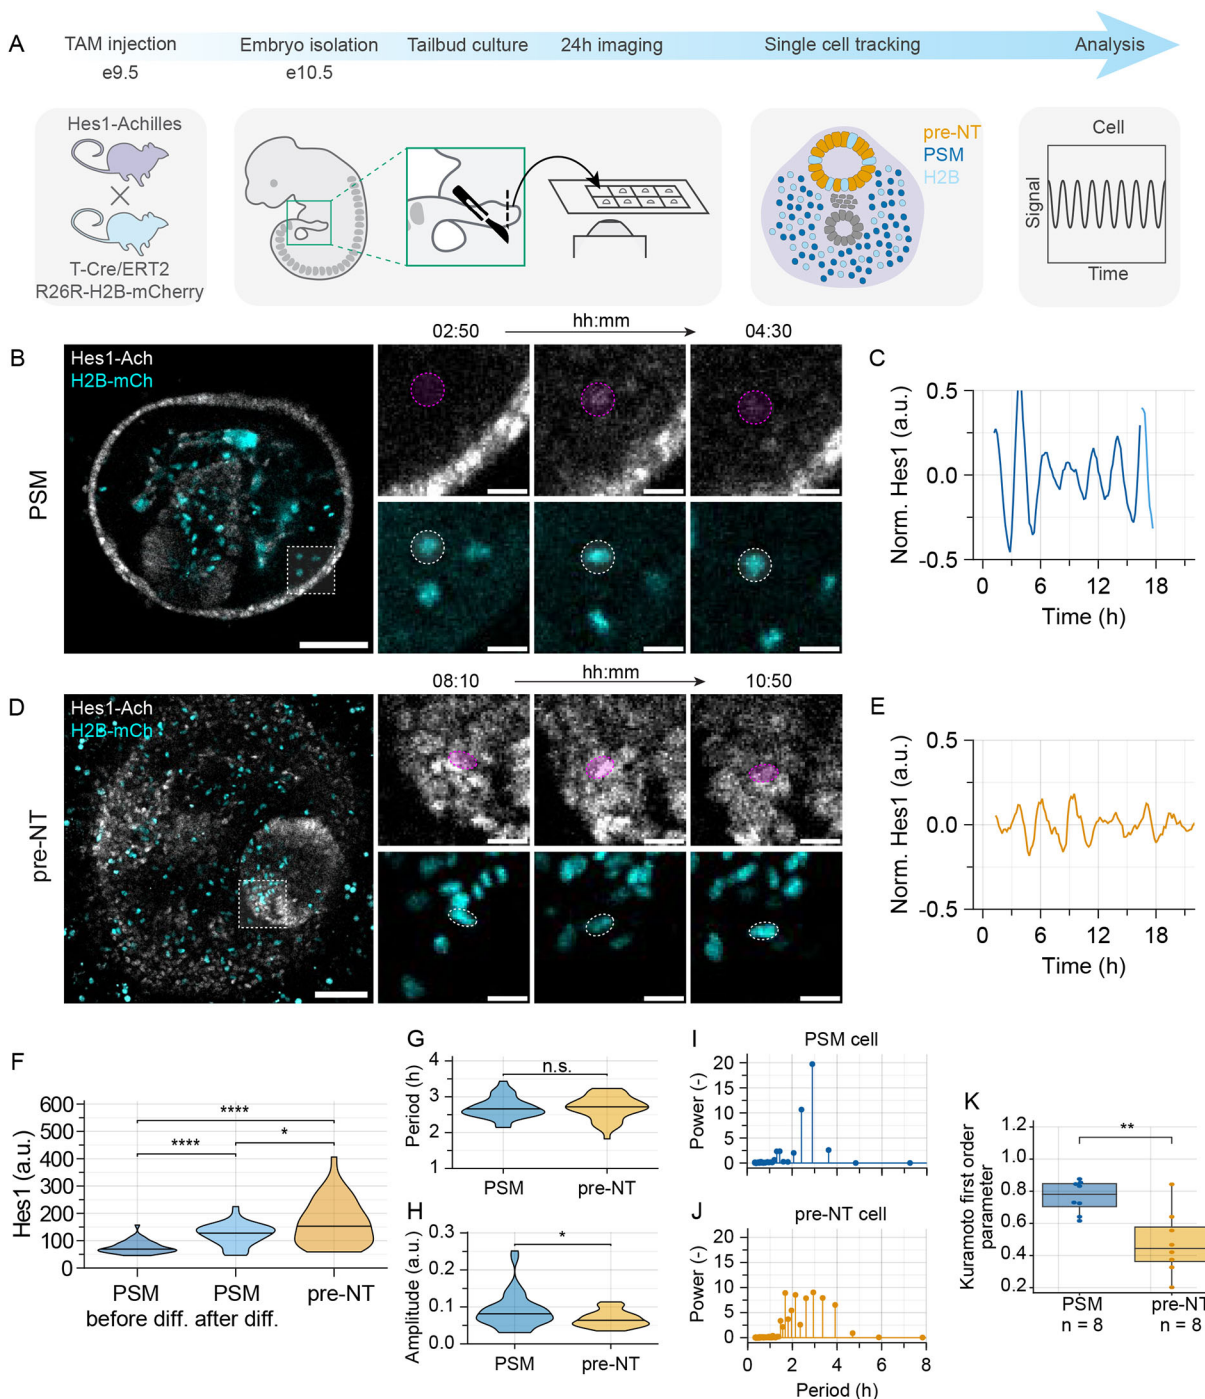 A
TAM injection
e9.5
Embryo isolation
e10.5
Tailbud culture
24h imaging
Single cell tracking
Analysis
Hes1-Achilles
T-Cre/ERT2
R26R-H2B-mCherry
pre-NT
PSM
H2B
Cell
Signal
Time
B
PSM
Hes1-Ach
H2B-mCh
02:50
hh:mm
04:30
C
Norm. Hes1 (a.u.)
0.5
0.0
-0.5
0 6 12 18
Time (h)
D
pre-NT
Hes1-Ach
H2B-mCh
08:10
hh:mm
10:50
E
Norm. Hes1 (a.u.)
0.5
0.0
-0.5
0 6 12 18
Time (h)
F
Hes1 (a.u.)
600
500
400
300
200
100
0
****
****
*
PSM
before diff.
PSM
after diff.
pre-NT
G
Period (h)
4
3
2
1
n.s.
PSM
pre-NT
H
Amplitude (a.u.)
0.3
0.2
0.1
0.0
*
PSM
pre-NT
I
PSM cell
Power (-)
20
15
10
5
0
J
pre-NT cell
Power (-)
20
15
10
5
0
0 2 4 6 8
Period (h)
K
Kuramoto first order
parameter
1.2
1.0
0.8
0.6
0.4
0.2
**
PSM
n = 8
pre-NT
n = 8